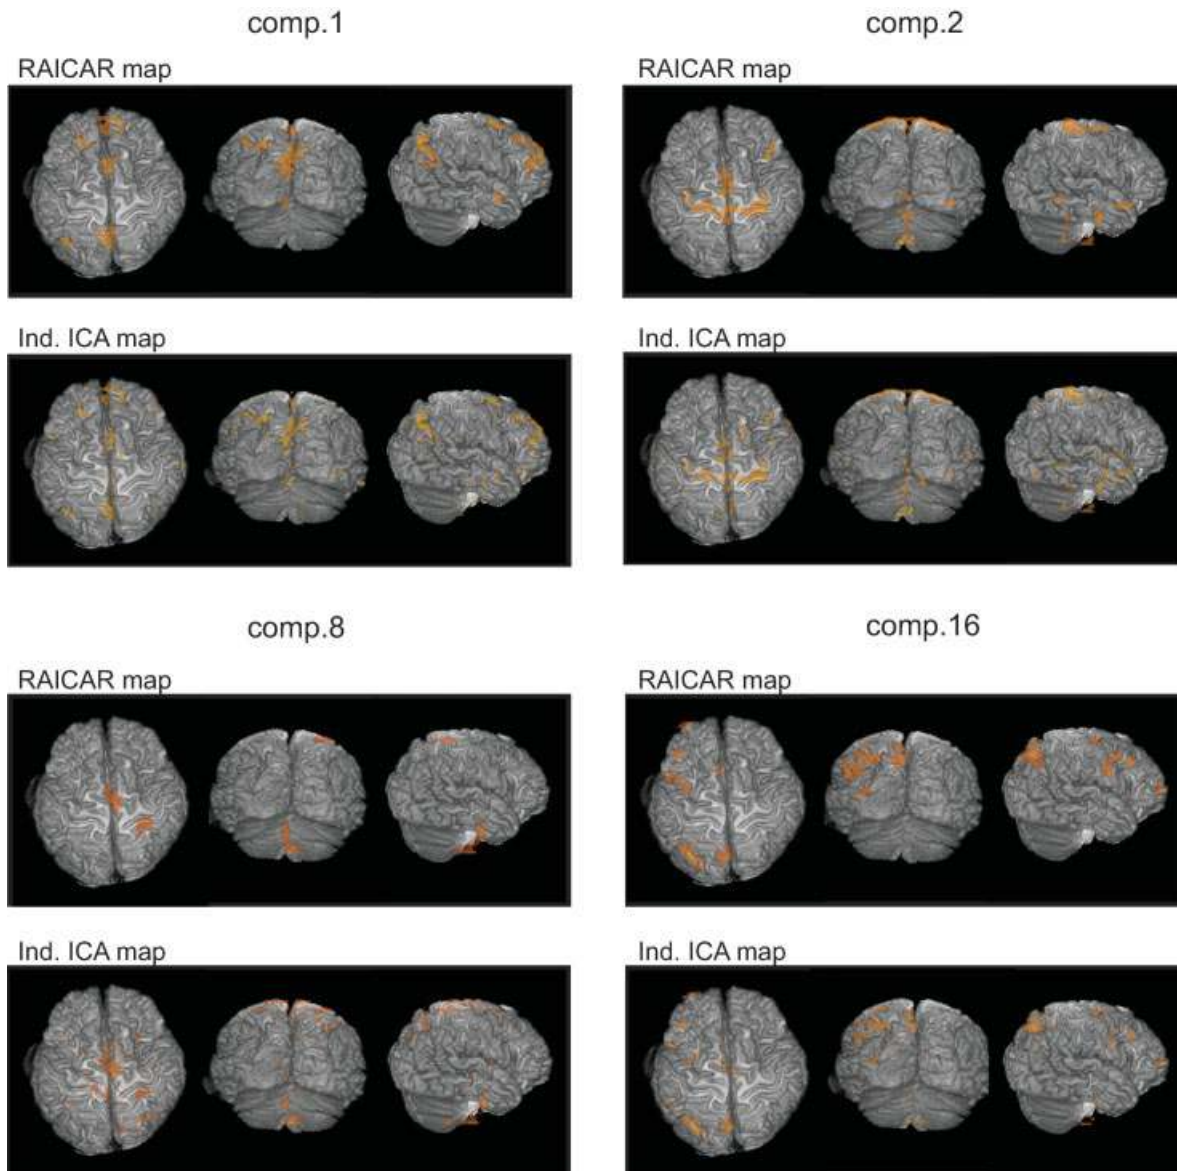 comp.1
RAICAR map
Ind. ICA map
comp.2
RAICAR map
Ind. ICA map
comp.8
RAICAR map
Ind. ICA map
comp.16
RAICAR map
Ind. ICA map